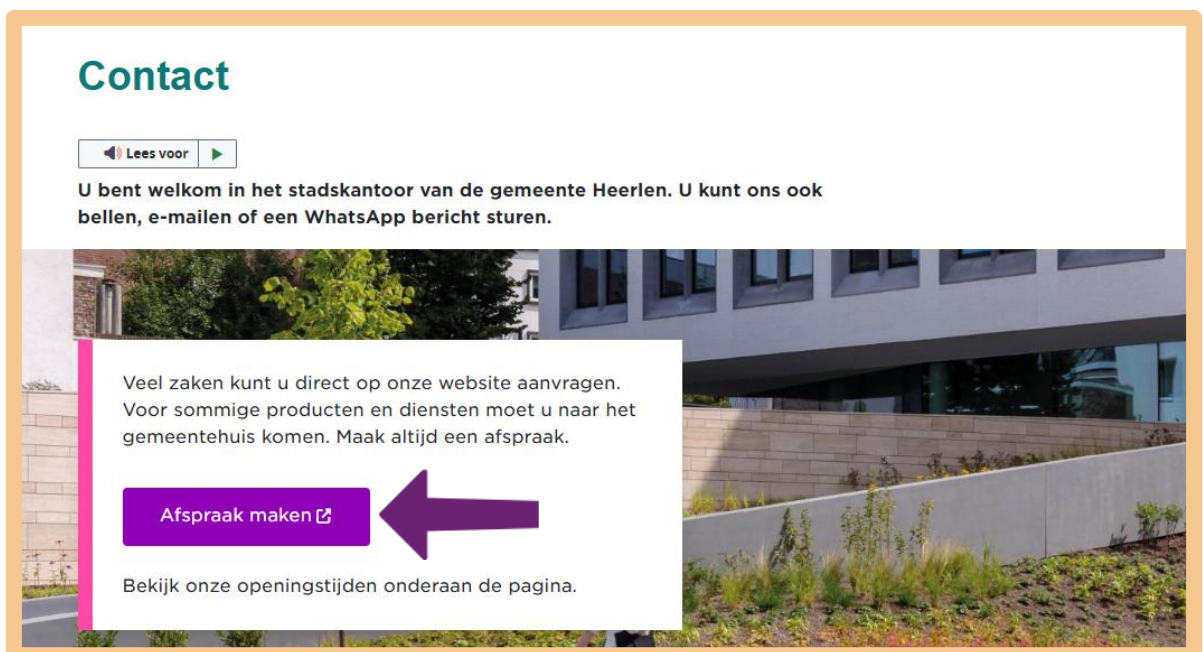 Contact
Lees voor
U bent welkom in het stadskantoor van de gemeente Heerlen. U kunt ons ook
bellen, e-mailen of een WhatsApp bericht sturen.
Veel zaken kunt u direct op onze website aanvragen.
Voor sommige producten en diensten moet u naar het
gemeentehuis komen. Maak altijd een afspraak.
Afspraak maken
Bekijk onze openingstijden onderaan de pagina.